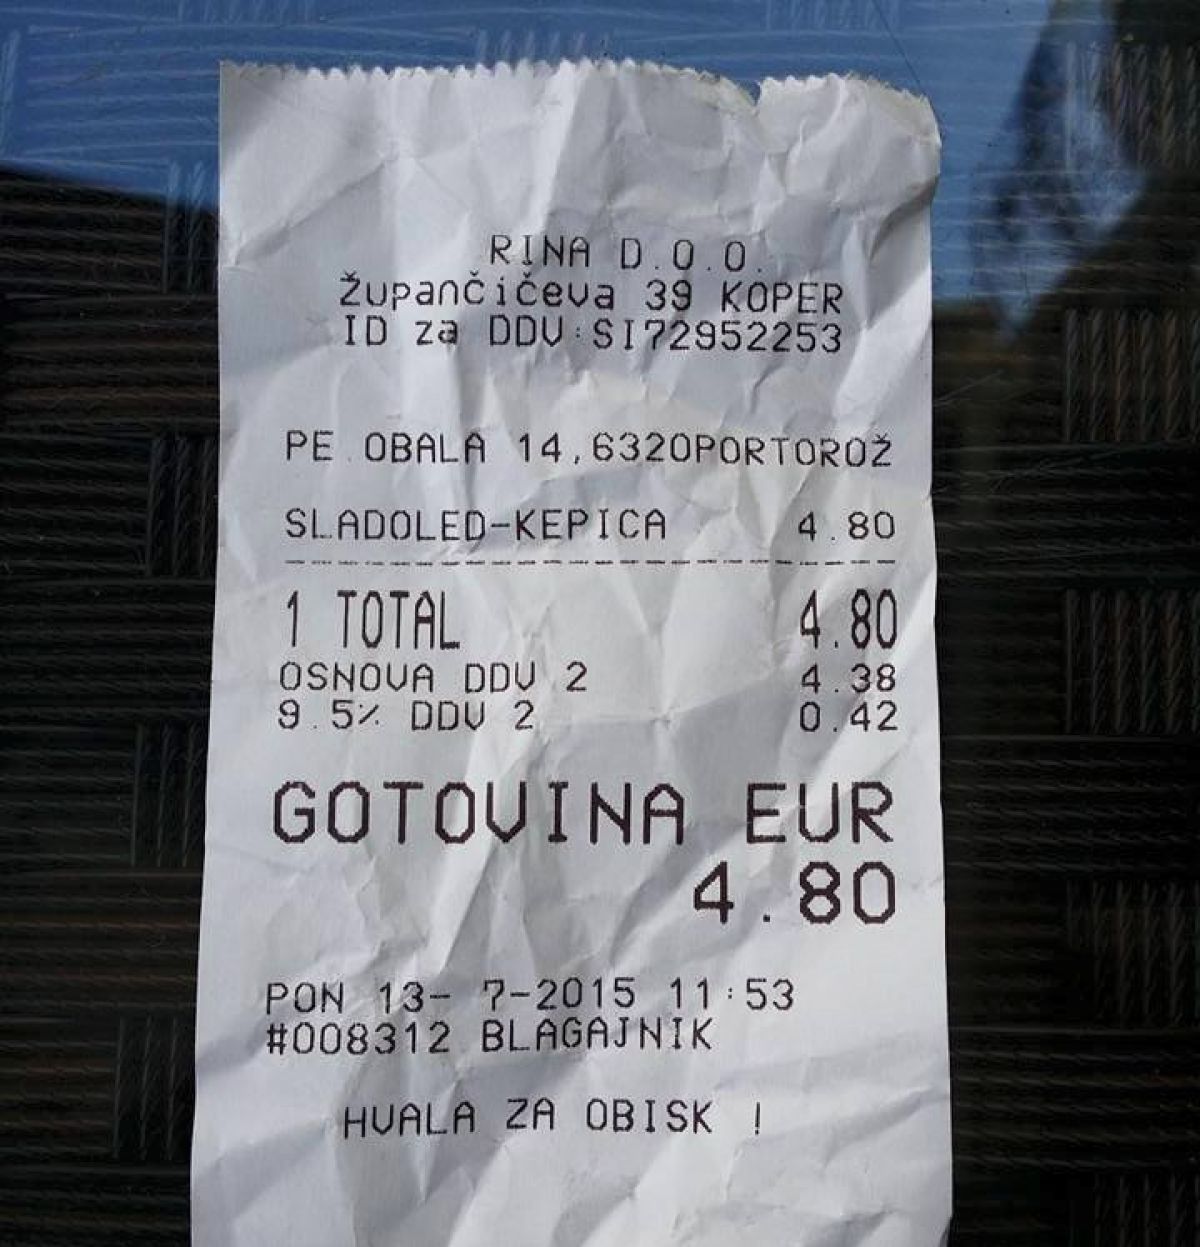 RINA D.O.O.
Župančičeva 39 KOPER
ID za DDV:SI72952253
PE OBALA 14,6320PORTOROŽ
SLADOLED-KEPICA 4.80
1 TOTAL 4.80
OSNOVA DDV 2 4.38
9.5% DDV 2 0.42
GOTOVINA EUR
4.80
PON 13- 7-2015 11:53
#008312 BLAGAJNIK
HVALA ZA OBISK !